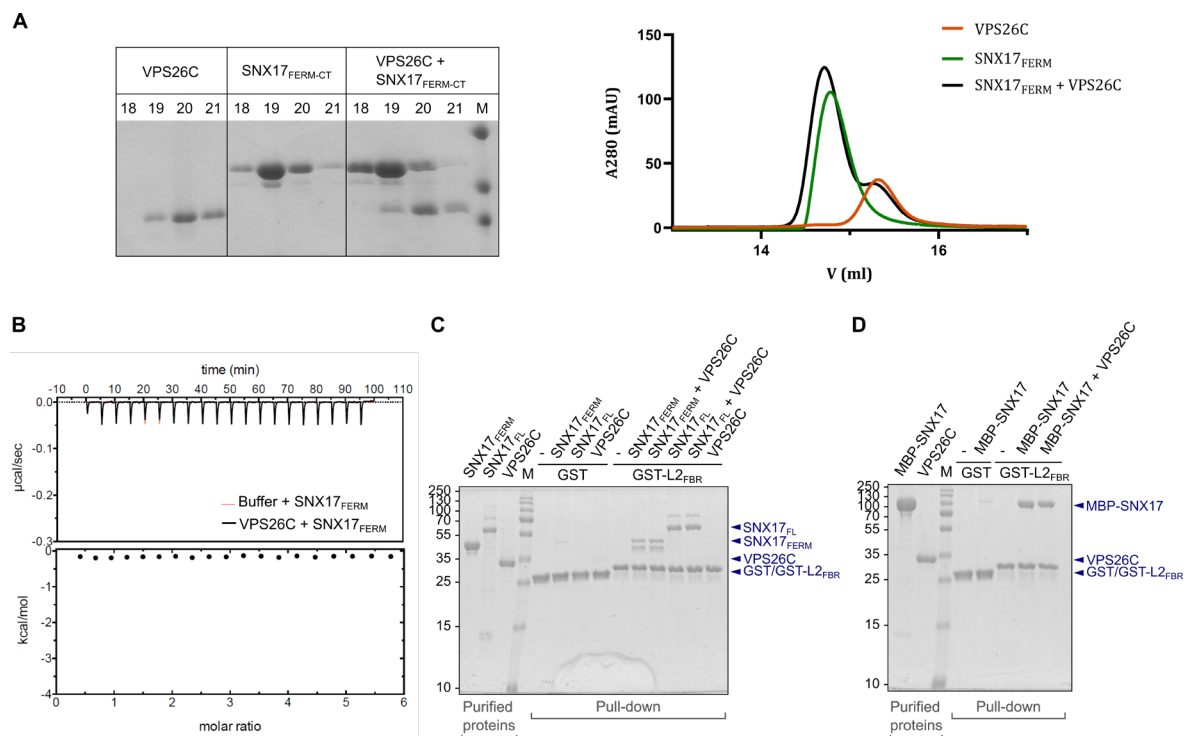 A
VPS26C
SNX17FERM-CT
VPS26C +
SNX17FERM-CT
18 19 20 21 18 19 20 21 18 19 20 21 M
VPS26C
SNX17FERM
SNX17FERM + VPS26C
A280 (mAU)
150
100
50
0
14 16
V (ml)
B
time (min)
-10 0 10 20 30 40 50 60 70 80 90 100 110
µcal/sec
0.0
-0.1
-0.2
-0.3
Buffer + SNX17FERM
VPS26C + SNX17FERM
kcal/mol
0
-1
-2
-3
-4
0 1 2 3 4 5 6
molar ratio
C
SNX17FERM
SNX17FL
VPS26C
M
-
SNX17FERM
SNX17FL
VPS26C
GST
-
SNX17FERM
SNX17FERM + VPS26C
SNX17FL
SNX17FL + VPS26C
VPS26C
GST-L2FBR
250
130
100
70
55
35
25
15
10
SNX17FL
SNX17FERM
VPS26C
GST/GST-L2FBR
Purified
proteins
Pull-down
D
MBP-SNX17
VPS26C
M
-
MBP-SNX17
GST
-
MBP-SNX17
MBP-SNX17 + VPS26C
GST-L2FBR
250
130
100
70
55
35
25
15
10
MBP-SNX17
VPS26C
GST/GST-L2FBR
Purified
proteins
Pull-down